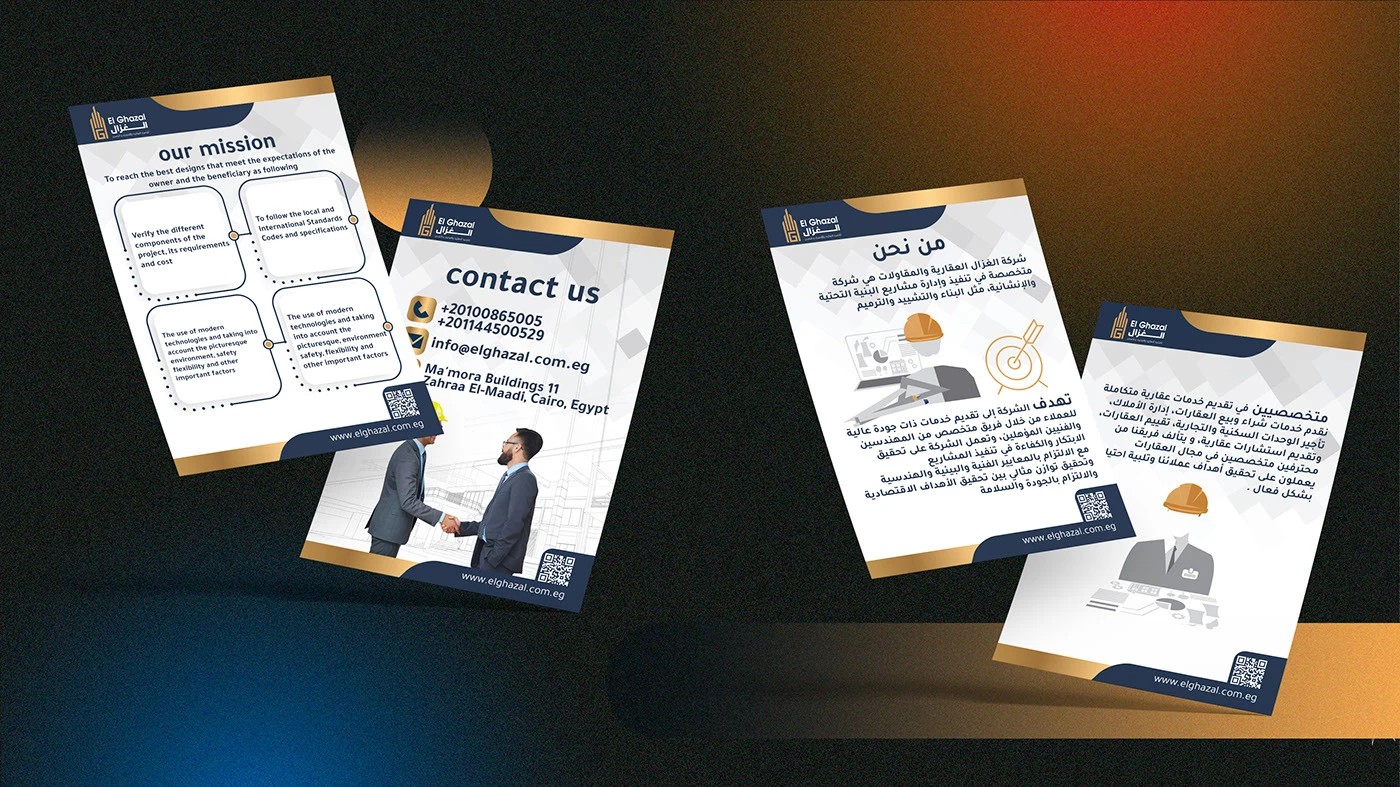 El Ghazal
الغزال
our mission
To reach the best designs that meet the expectations of the
owner and the beneficiary as following
Verify the different
components of the
project, its requirements
and cost
To follow the local and
International Standards
Codes and specifications
The use of modern
technologies and taking into
account the picturesque
environment, safety
flexibility and other
important factors
The use of modern
technologies and taking
into account the
picturesque, environment
safety, flexibility and
other important factors
www.elghazal.com.eg
El Ghazal
الغزال
contact us
+20100865005
+201144500529
info@elghazal.com.eg
Ma'mora Buildings 11
Zahraa El-Maadi, Cairo, Egypt
www.elghazal.com.eg
El Ghazal
الغزال
من نحن
شركة الغزال العقارية والمقاولات هي شركة
متخصصة في تنفيذ وإدارة مشاريع البنية التحتية
والإنشائية، مثل البناء والتشييد والترميم
تهدف الشركة إلى تقديم خدمات ذات جودة عالية
للعملاء من خلال فريق متخصص من المهندسين
والفنيين المؤهلين، وتعمل الشركة على تحقيق
الابتكار والكفاءة في تنفيذ المشاريع
مع الالتزام بالمعايير الفنية والبيئية والهندسية
وتحقيق توازن مثالي بين تحقيق الأهداف الاقتصادية
والالتزام بالجودة والسلامة
www.elghazal.com.eg
El Ghazal
الغزال
متخصصيين في تقديم خدمات عقارية متكاملة
نقدم خدمات شراء وبيع العقارات، إدارة الأملاك،
تأجير الوحدات السكنية والتجارية، تقييم العقارات،
وتقديم استشارات عقارية، و يتألف فريقنا من
محترفين متخصصين في مجال العقارات
يعملون على تحقيق أهداف عملائنا وتلبية احتيا
بشكل فعال .
www.elghazal.com.eg